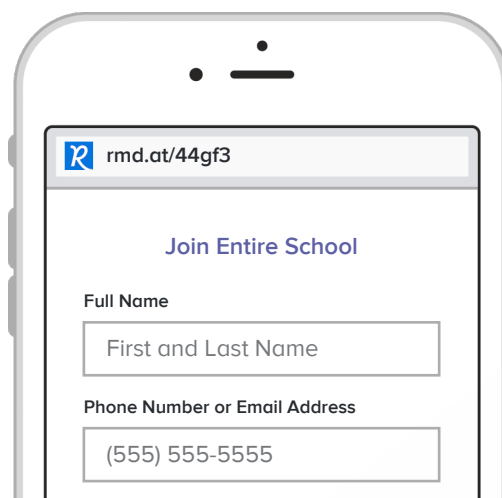 rmd.at/44gf3
Join Entire School
Full Name
First and Last Name
Phone Number or Email Address
(555) 555-5555